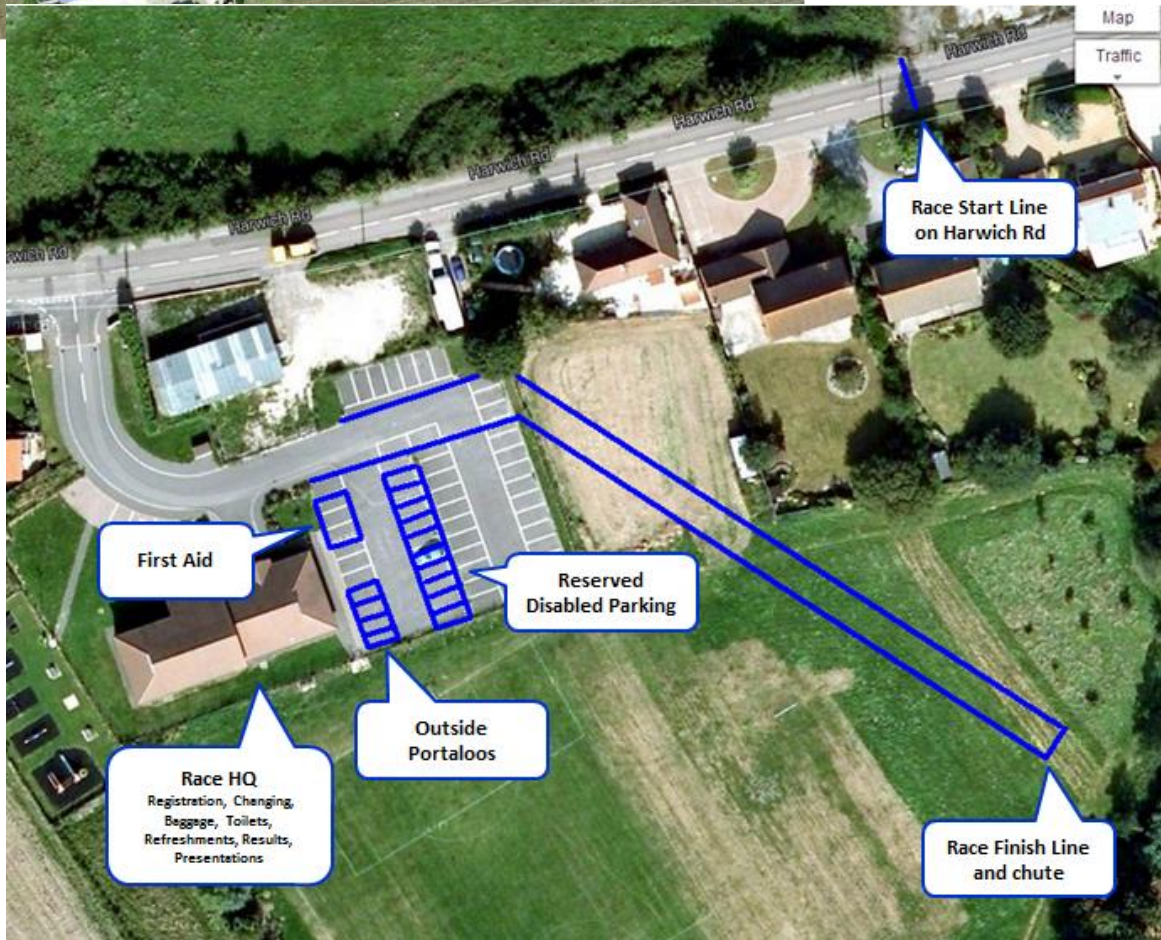 Map
Traffic
Harwich Rd
Harwich Rd
Harwich Rd
Harwich Rd
rwich Rd
Race Start Line
on Harwich Rd
First Aid
Reserved
Disabled Parking
Outside
Portaloos
Race HQ
Registration, Changing,
Baggage, Toilets,
Refreshments, Results,
Presentations
Race Finish Line
and chute